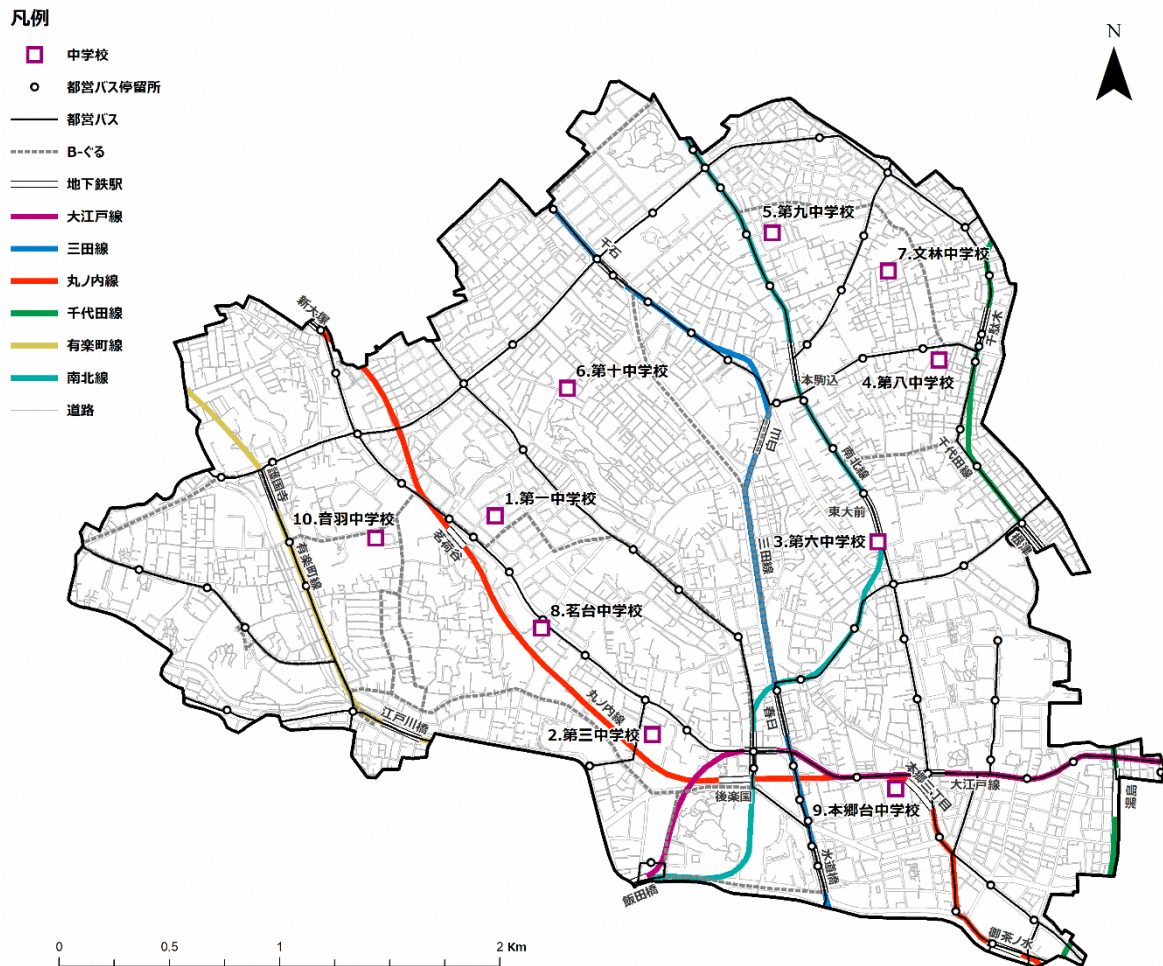 凡例
中学校
都営バス停留所
都営バス
B-ぐる
地下鉄駅
大江戸線
三田線
丸ノ内線
千代田線
有楽町線
南北線
道路
N
千石
5.第九中学校
7.文林中学校
新大塚
千駄木
6.第十中学校
4.第八中学校
本駒込
白山
南北線
千代田線
護国寺
1.第一中学校
東大前
10.音羽中学校
茗荷谷
3.第六中学校
根津
有楽町線
三田線
8.茗台中学校
丸ノ内線
江戸川橋
春日
2.第三中学校
本郷三丁目
大江戸線
湯島
後楽園
9.本郷台中学校
水道橋
飯田橋
御茶ノ水
0 0.5 1 2 Km